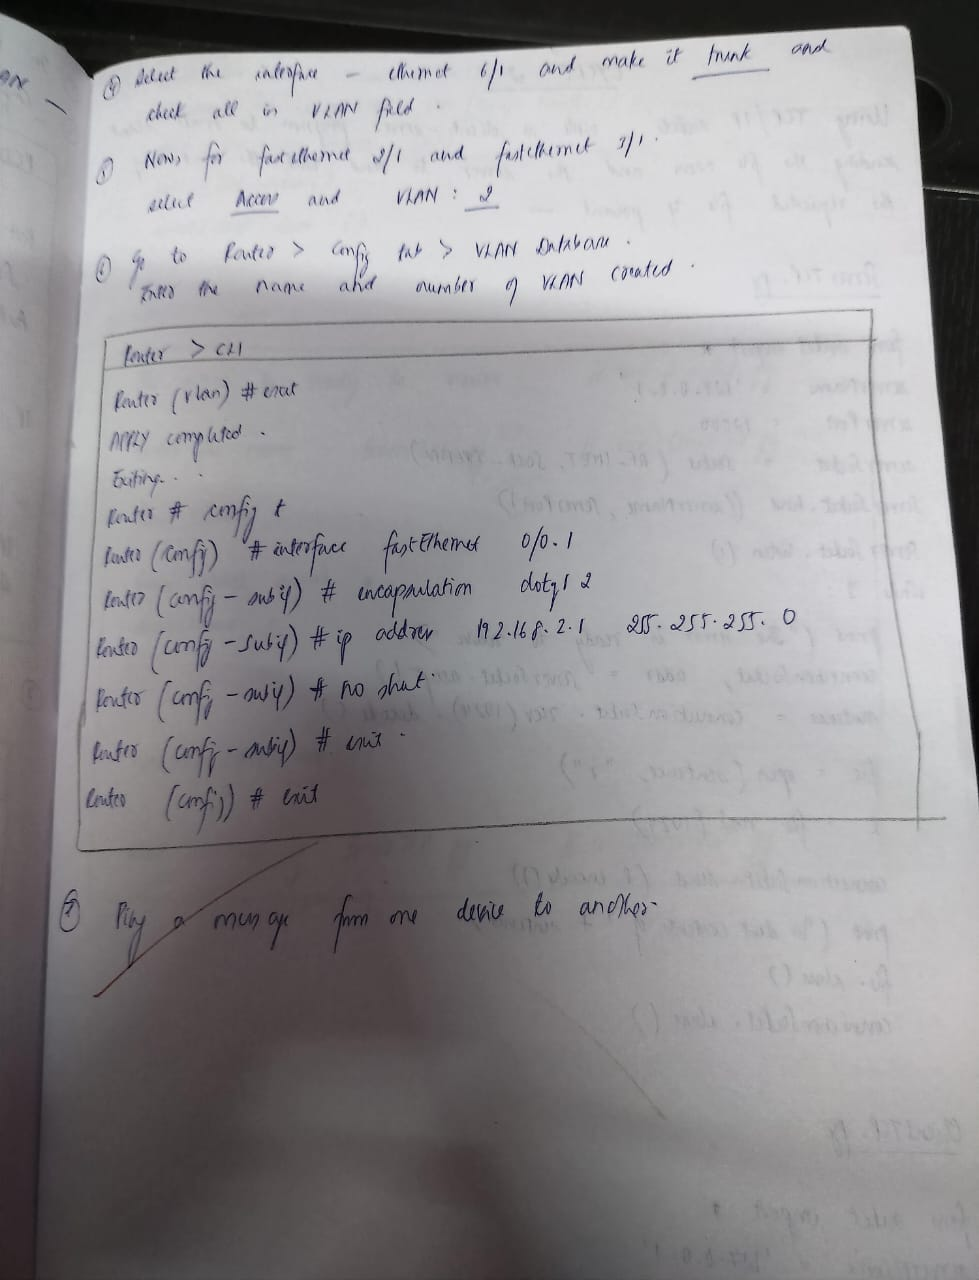 ④ Select the interface - ethernet 6/1 and make it trunk and
check all in VLAN field.
⑤ Now, for fastethernet 2/1 and fastethernet 3/1.
select Access and VLAN : 2
⑥ Go to Router > Config tab > VLAN Database.
Enter the name and number of VLAN created.
Router > CLI
Router (vlan) # exit
APPLY completed.
Exiting...
Router # config t
Router (config) # interface fastEthernet 0/0.1
Router (config - subif) # encapsulation dotq1 2
Router (config - subif) # ip address 192.168.2.1 255.255.255.0
Router (config - subif) # no shut.
Router (config - subif) # exit.
Router (config) # exit
⑦ Ping a message from one device to another.